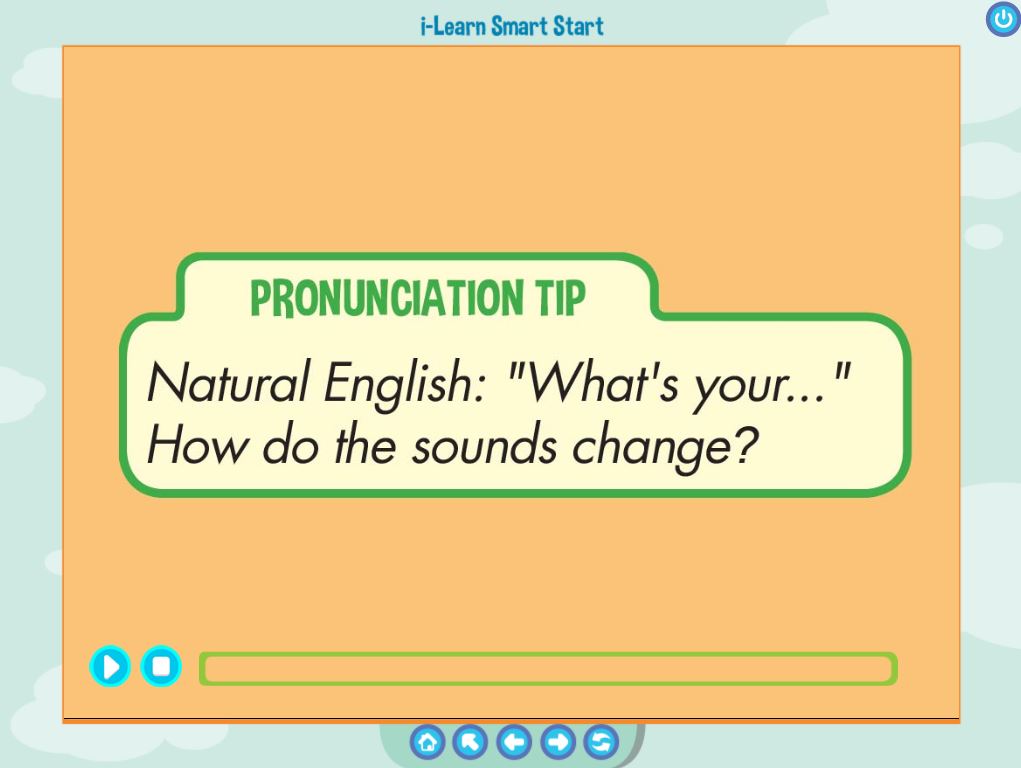 i-Learn Smart Start
PRONUNCIATION TIP
Natural English: "What's your..."
How do the sounds change?